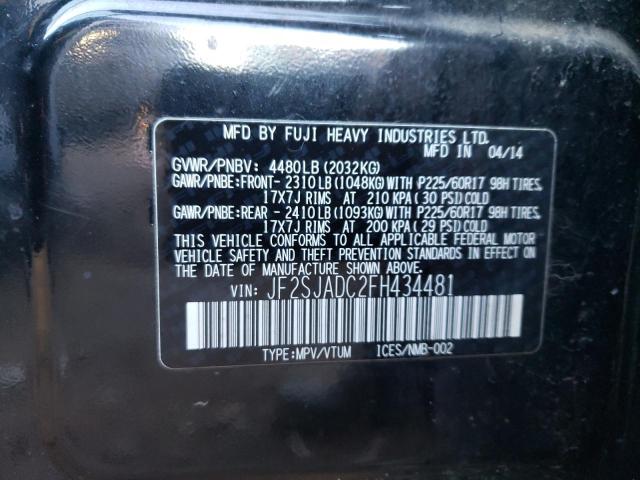 MFD BY FUJI HEAVY INDUSTRIES LTD.
MFD IN 04/14
GVWR/PNBV: 4480LB (2032KG)
GAWR/PNBE:FRONT- 2310LB (1048KG) WITH P225/60R17 98H TIRES,
17X7J RIMS AT 210 KPA (30 PSI) COLD
GAWR/PNBE:REAR - 2410LB (1093KG) WITH P225/60R17 98H TIRES,
17X7J RIMS AT 200 KPA (29 PSI) COLD
THIS VEHICLE CONFORMS TO ALL APPLICABLE FEDERAL MOTOR
VEHICLE SAFETY AND THEFT PREVENTION STANDARDS IN EFFECT ON
THE DATE OF MANUFACTURE SHOWN ABOVE.
VIN: JF2SJADC2FH434481
TYPE:MPV/VTUM ICES/NMB-002